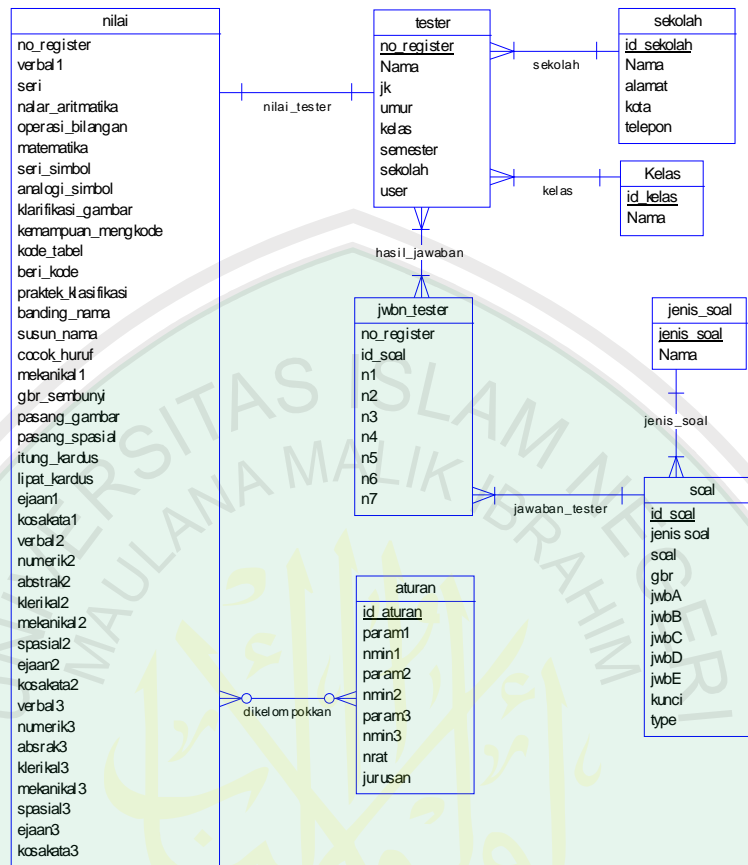 nilai
no_register
verbal1
seri
nalar_aritmatika
operasi_bilangan
matematika
seri_simbol
analogi_simbol
klarifikasi_gambar
kemampuan_mengkode
kode_tabel
beri_kode
praktek_klasifikasi
banding_nama
susun_nama
cocok_huruf
mekanikal1
gbr_sembunyi
pasang_gambar
pasang_spasial
itung_kardus
lipat_kardus
ejaan1
kosakata1
verbal2
numerik2
abstrak2
klerikal2
mekanikal2
spasial2
ejaan2
kosakata2
verbal3
numerik3
absrak3
klerikal3
mekanikal3
spasial3
ejaan3
kosakata3
nilai_tester
tester
no_register
Nama
jk
umur
kelas
semester
sekolah
user
sekolah
sekolah
id_sekolah
Nama
alamat
kota
telepon
kelas
Kelas
id_kelas
Nama
hasil_jawaban
jwbn_tester
no_register
id_soal
n1
n2
n3
n4
n5
n6
n7
jenis_soal
jenis_soal
Nama
jenis_soal
jawaban_tester
soal
id_soal
jenis soal
soal
gbr
jwbA
jwbB
jwbC
jwbD
jwbE
kunci
type
aturan
id_aturan
param1
nmin1
param2
nmin2
param3
nmin3
nrat
jurusan
dikelompokkan
UNIVERSITAS ISLAM NEGERI
MAULANA MALIK IBRAHIM